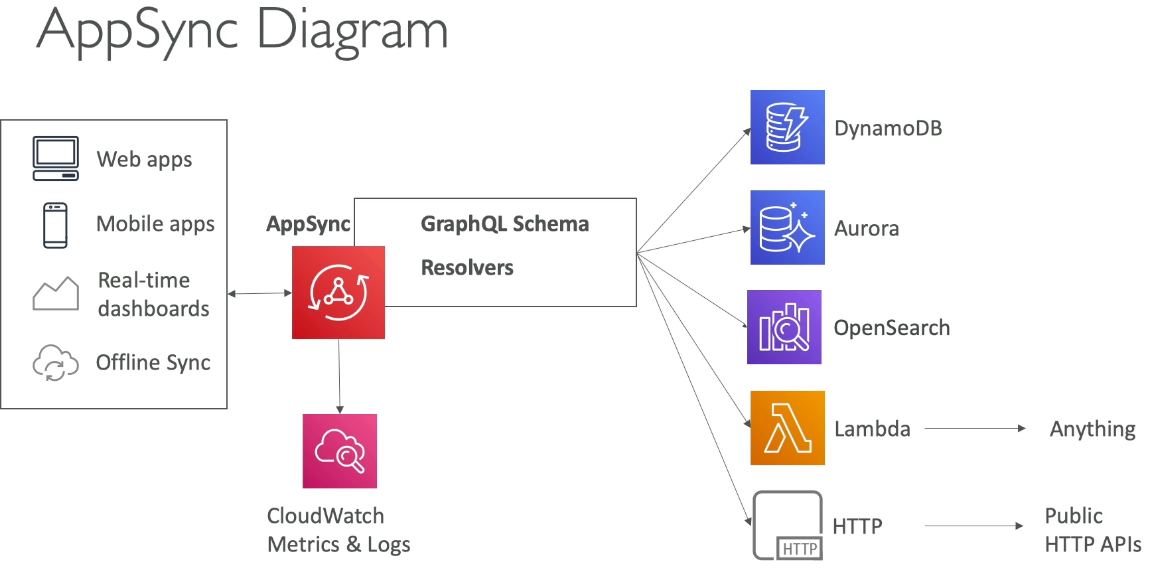 AppSync Diagram
Web apps
Mobile apps
Real-time
dashboards
Offline Sync
AppSync
GraphQL Schema
Resolvers
CloudWatch
Metrics & Logs
DynamoDB
Aurora
OpenSearch
Lambda
Anything
HTTP
HTTP
Public
HTTP APIs